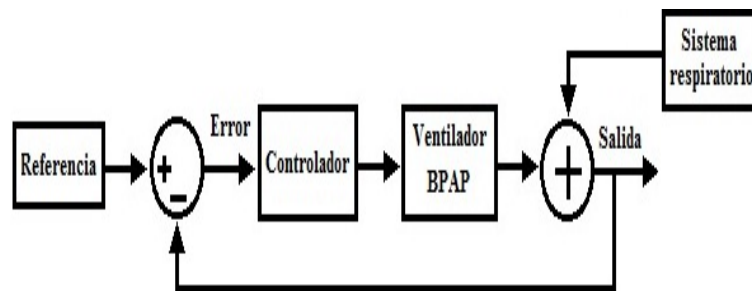 Sistema
respiratorio
Error
Ventilador
Salida
Referencia
+
Controlador
BPAP
+
−